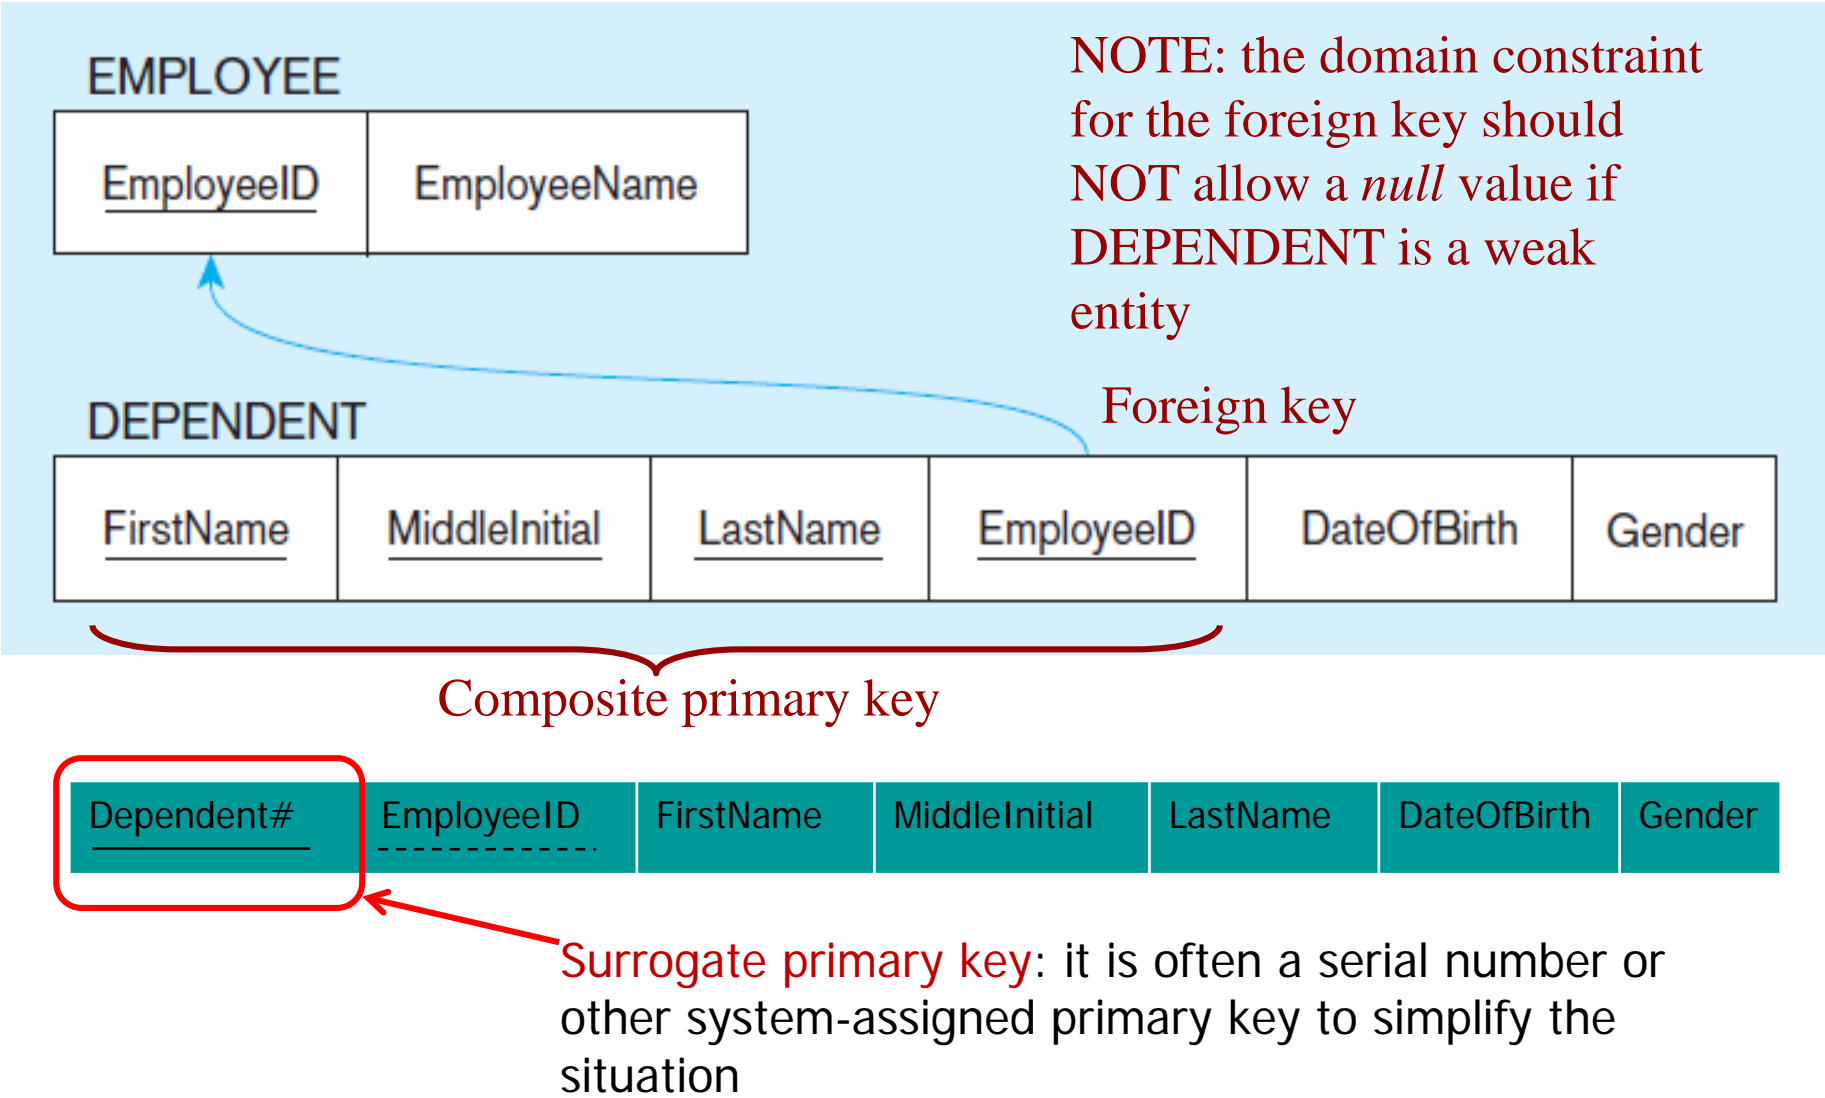 EMPLOYEE
EmployeeID EmployeeName
NOTE: the domain constraint
for the foreign key should
NOT allow a null value if
DEPENDENT is a weak
entity
Foreign key
DEPENDENT
FirstName MiddleInitial LastName EmployeeID DateOfBirth Gender
Composite primary key
Dependent# EmployeeID FirstName MiddleInitial LastName DateOfBirth Gender
Surrogate primary key: it is often a serial number or
other system-assigned primary key to simplify the
situation